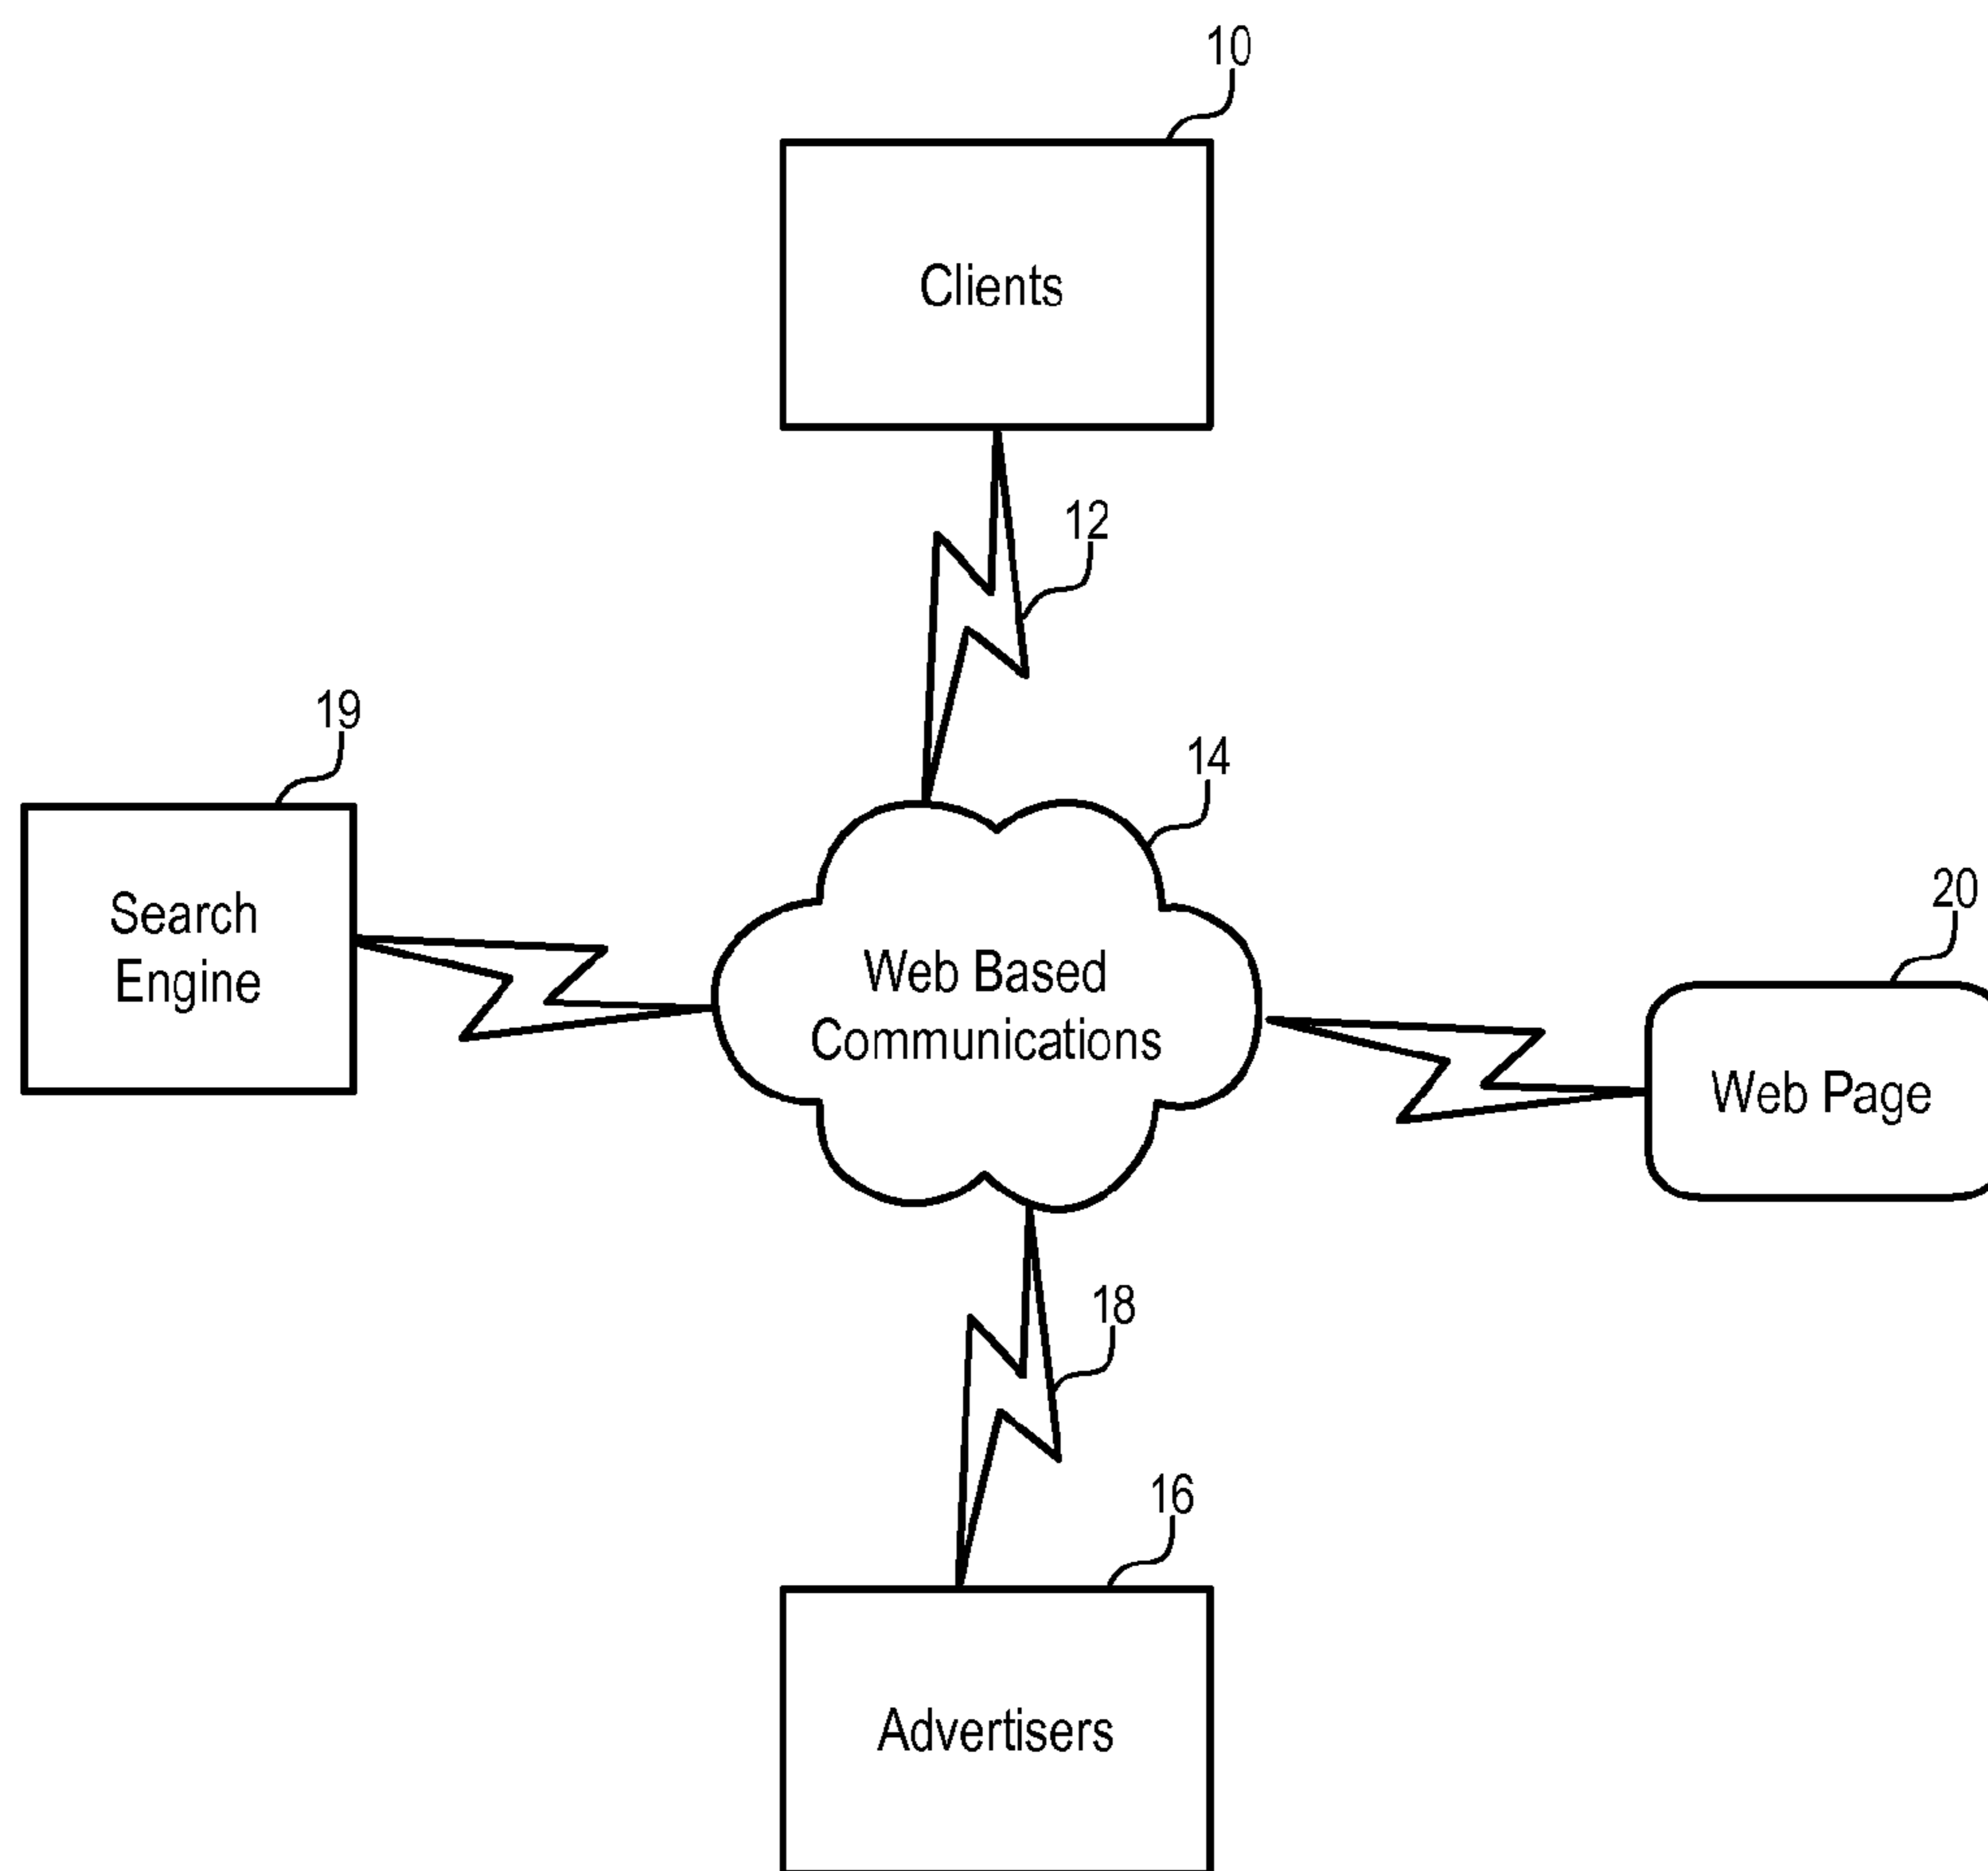 10
Clients
12
19
14
Search
Engine
Web Based
Communications
20
Web Page
18
16
Advertisers